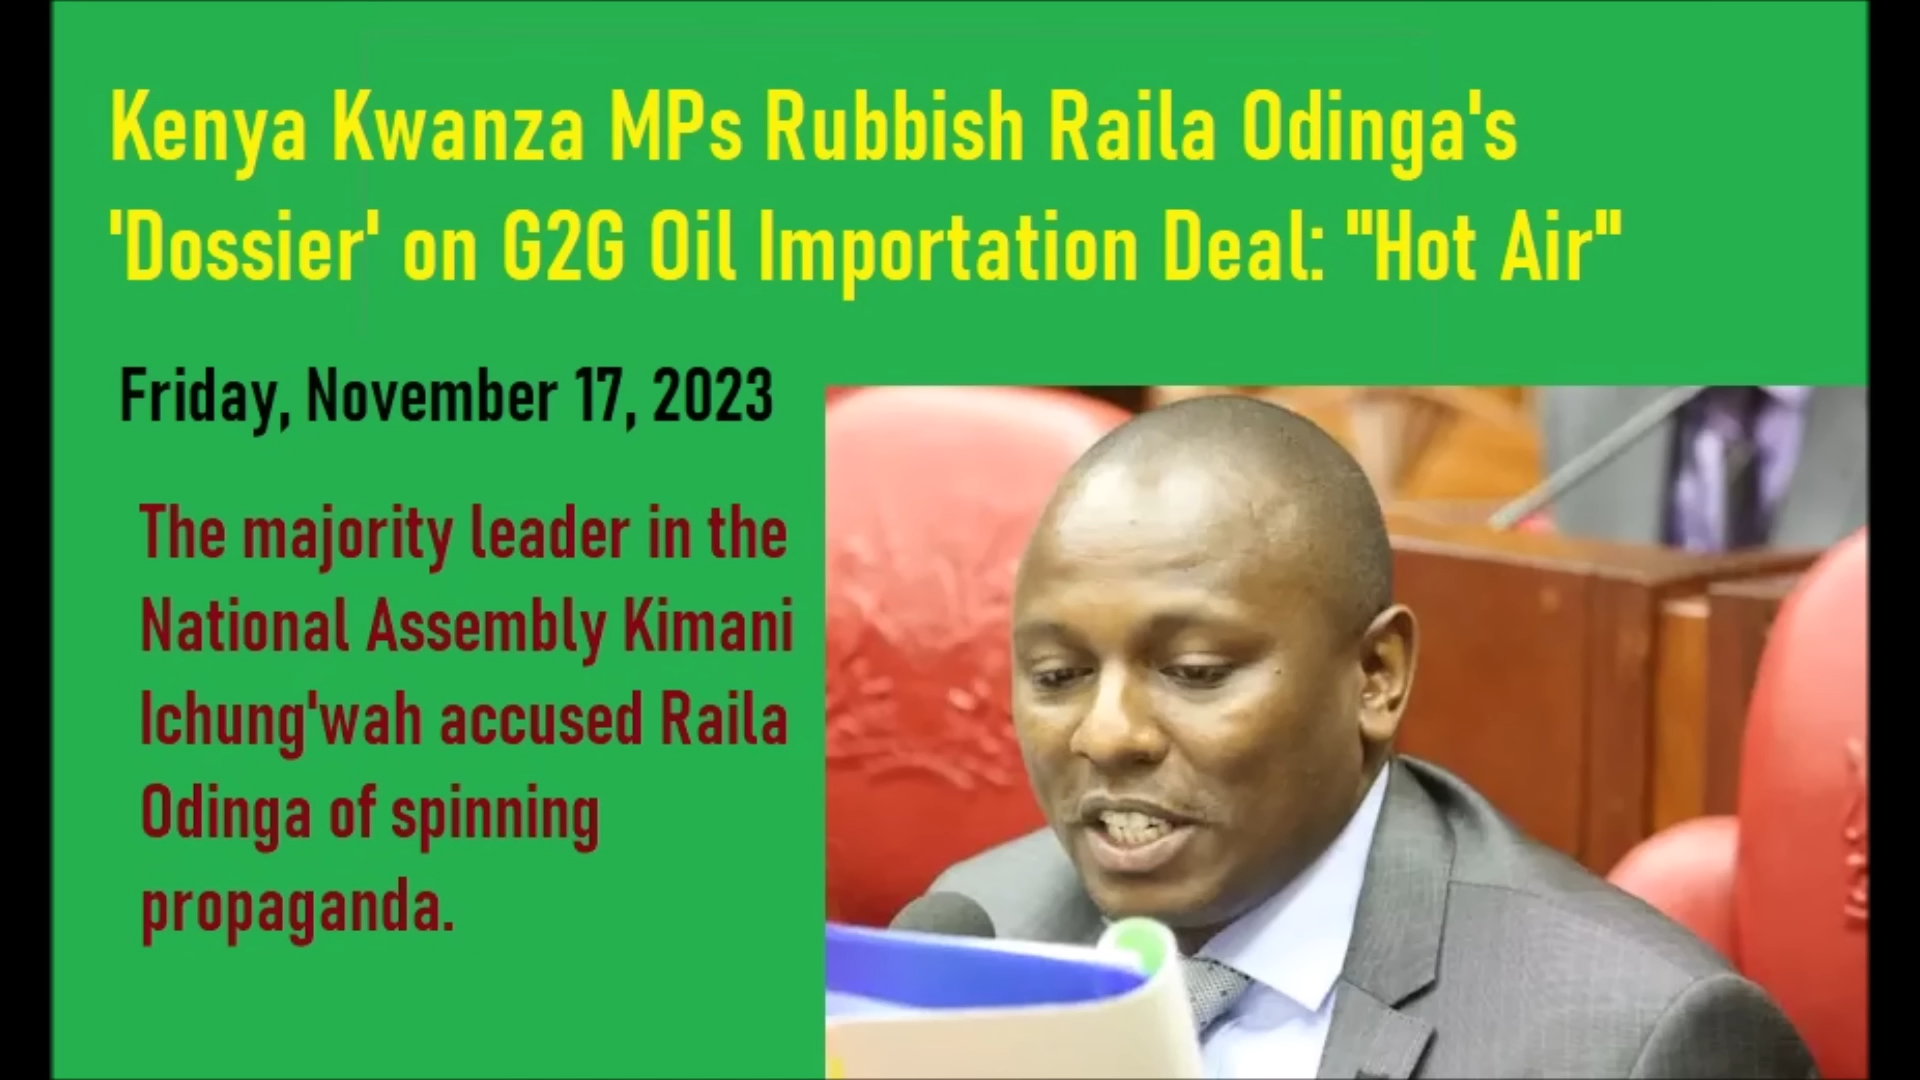 Kenya Kwanza MPs Rubbish Raila Odinga's
'Dossier' on G2G Oil Importation Deal: "Hot Air"
Friday, November 17, 2023
The majority leader in the
National Assembly Kimani
Ichung'wah accused Raila
Odinga of spinning
propaganda.